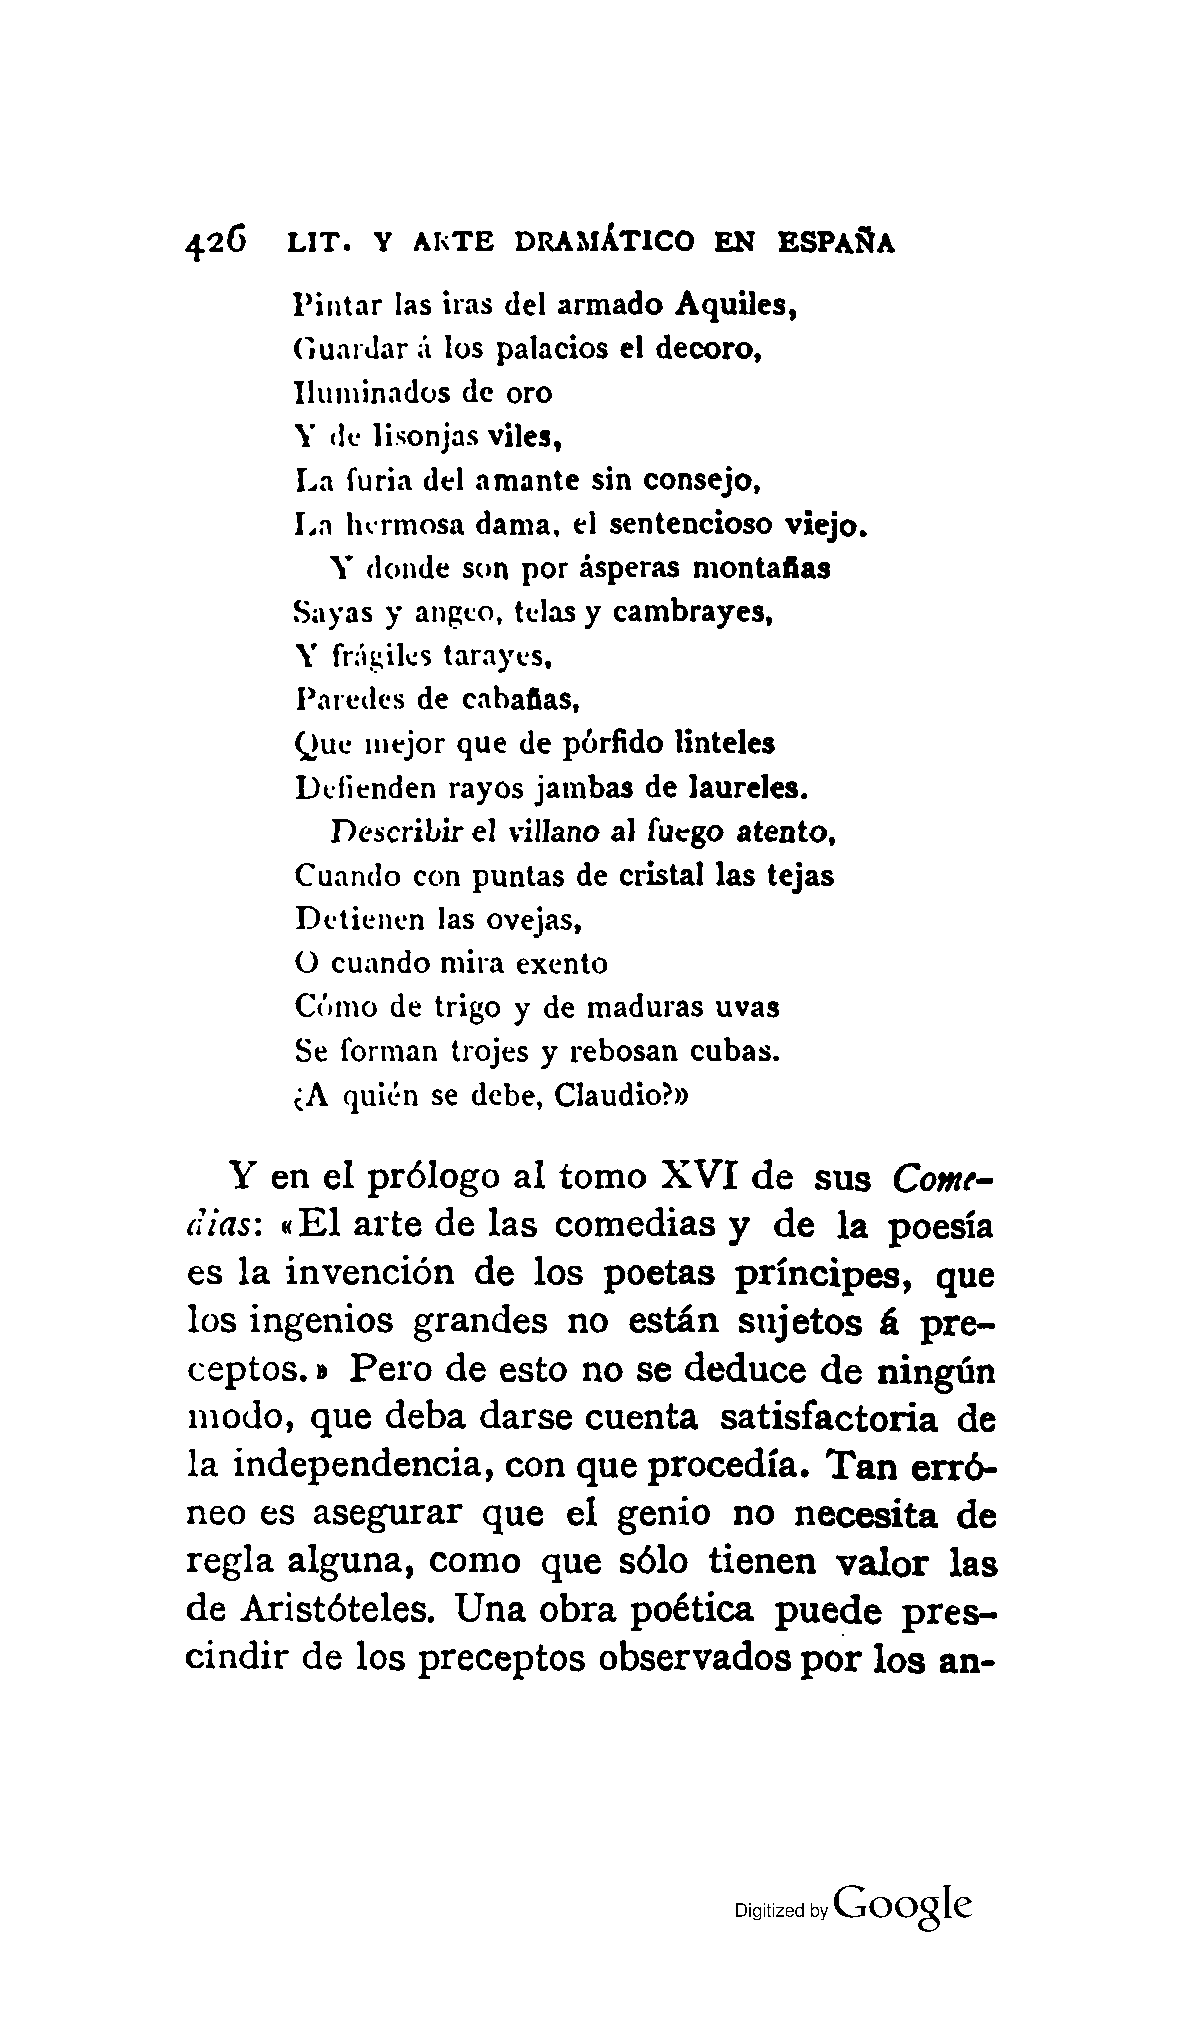 426 LIT. Y ARTE DRAMÁTICO EN ESPAÑA
Pintar las iras del armado Aquiles,
Guardar á los palacios el decoro,
Iluminados de oro
Y de lisonjas viles,
La furia del amante sin consejo,
La hermosa dama, el sentencioso viejo.
Y donde son por ásperas montañas
Sayas y angeo, telas y cambrayes,
Y frágiles tarayes,
Paredes de cabañas,
Que mejor que de pórfido linteles
Defienden rayos jambas de laureles.
Describir el villano al fuego atento,
Cuando con puntas de cristal las tejas
Detienen las ovejas,
O cuando mira exento
Cómo de trigo y de maduras uvas
Se forman trojes y rebosan cubas.
¿A quién se debe, Claudio?»
Y en el prólogo al tomo XVI de sus Come-
dias: «El arte de las comedias y de la poesía
es la invención de los poetas príncipes, que
los ingenios grandes no están sujetos á pre-
ceptos.» Pero de esto no se deduce de ningún
modo, que deba darse cuenta satisfactoria de
la independencia, con que procedía. Tan erró-
neo es asegurar que el genio no necesita de
regla alguna, como que sólo tienen valor las
de Aristóteles. Una obra poética puede pres-
cindir de los preceptos observados por los an-
Digitized by Google